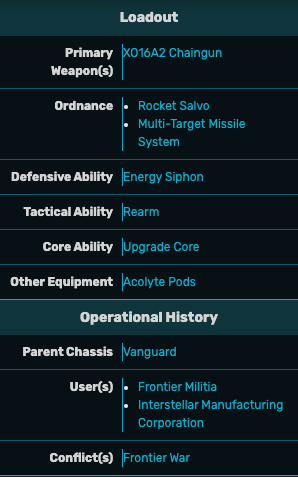 Loadout
Primary Weapon(s)
XO16A2 Chaingun
Ordnance
Rocket Salvo
Multi-Target Missile
System
Defensive Ability
Energy Siphon
Tactical Ability
Rearm
Core Ability
Upgrade Core
Other Equipment
Acolyte Pods
Operational History
Parent Chassis
Vanguard
User(s)
Frontier Militia
Interstellar Manufacturing
Corporation
Conflict(s)
Frontier War